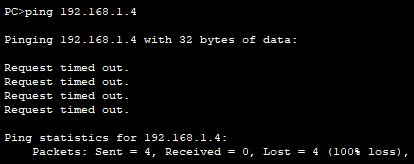 PC>ping 192.168.1.4
Pinging 192.168.1.4 with 32 bytes of data:
Request timed out.
Request timed out.
Request timed out.
Request timed out.
Ping statistics for 192.168.1.4:
Packets: Sent = 4, Received = 0, Lost = 4 (100% loss),